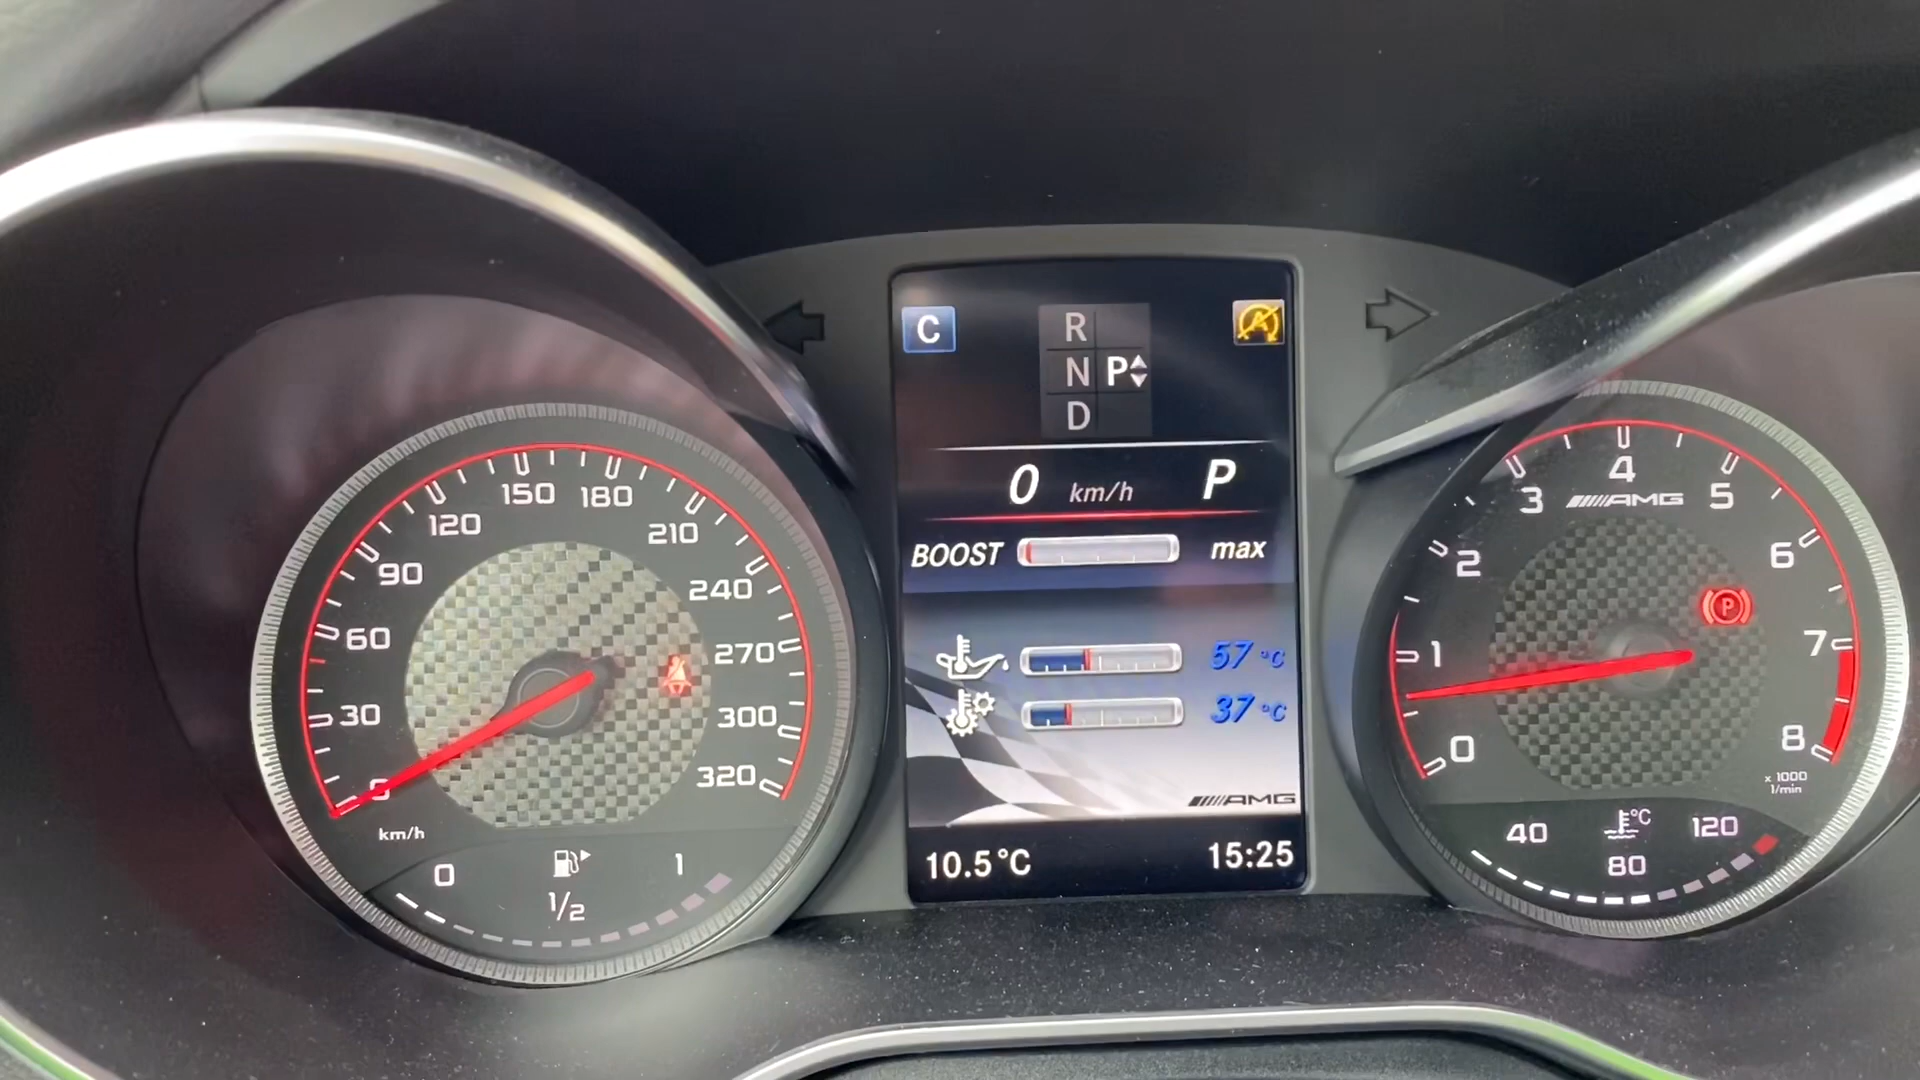 0
30
60
90
120
150
180
210
240
270
300
320
km/h
0
1/2
1
C
R
N P
D
A
0 km/h P
BOOST max
57 °C
37 °C
AMG
10.5°C 15:25
0
1
2
3
4
5
6
7
8
AMG
P
x 1000
1/min
40
°C
120
80